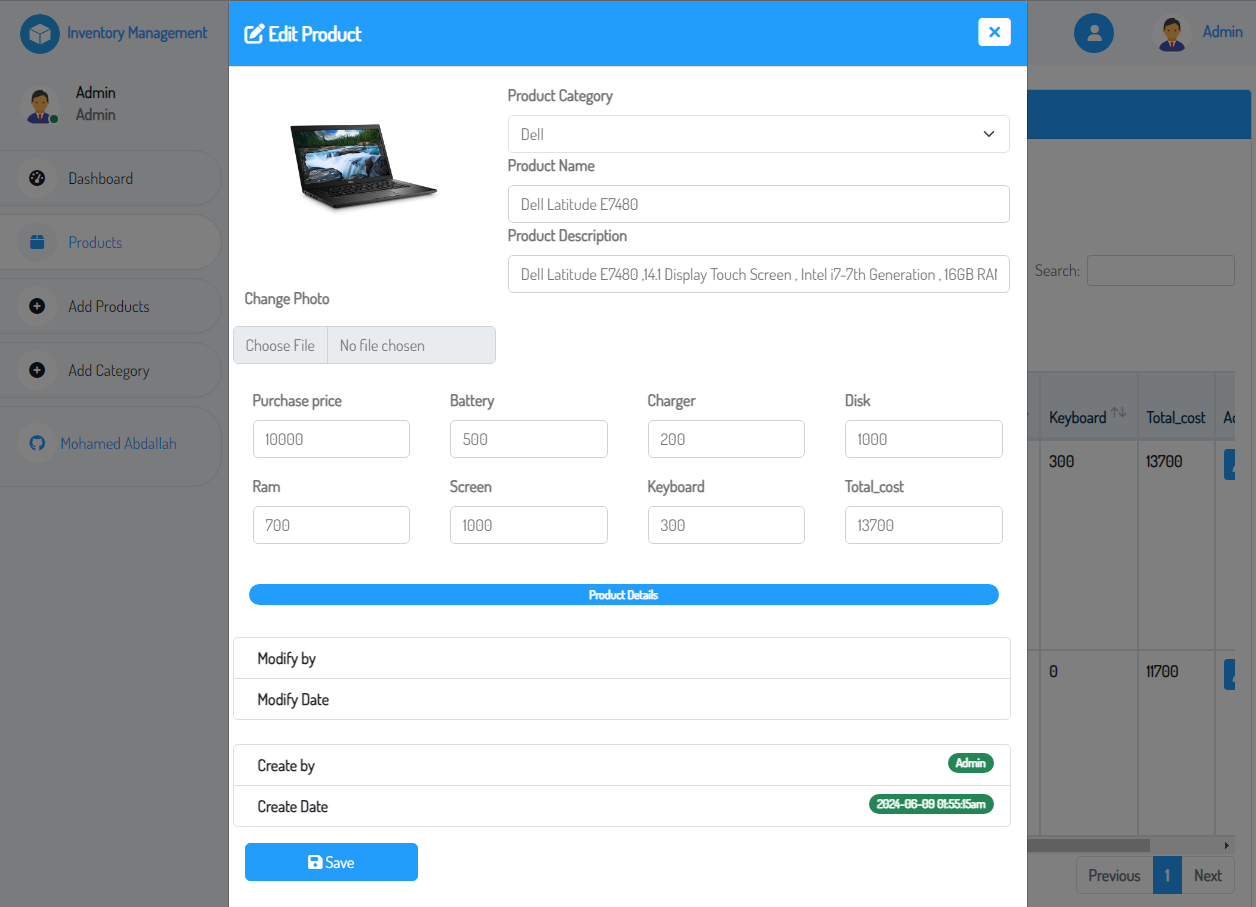 Inventory Management
Admin
Admin
Dashboard
Products
Add Products
Add Category
Mohamed Abdallah
Edit Product
Product Category
Dell
Product Name
Dell Latitude E7480
Product Description
Dell Latitude E7480 ,14.1 Display Touch Screen , Intel i7-7th Generation , 16GB RAM
Change Photo
Choose File No file chosen
Purchase price Battery Charger Disk
10000 500 200 1000
Ram Screen Keyboard Total_cost
700 1000 300 13700
Product Details
Modify by
Modify Date
Create by Admin
Create Date 2024-06-09 01:55:15am
Save
Admin
Search:
Keyboard Total_cost
300 13700
0 11700
Previous 1 Next